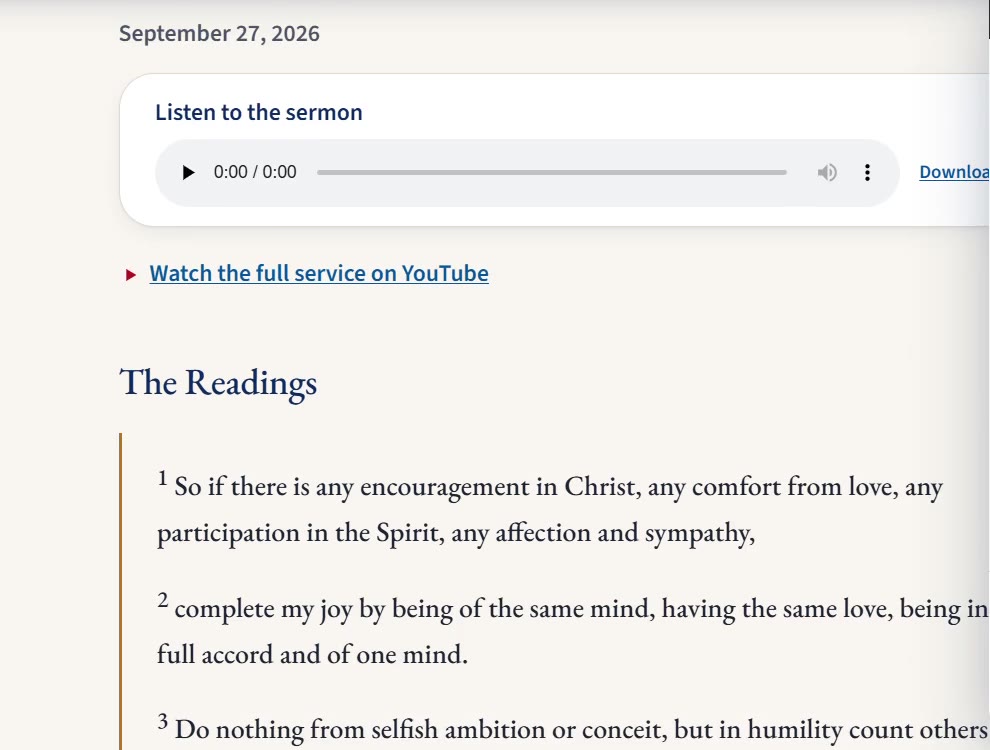 September 27, 2026
Listen to the sermon
0:00 / 0:00
Watch the full service on YouTube
The Readings
1 So if there is any encouragement in Christ, any comfort from love, any
participation in the Spirit, any affection and sympathy,
2 complete my joy by being of the same mind, having the same love, being in
full accord and of one mind.
3 Do nothing from selfish ambition or conceit, but in humility count others